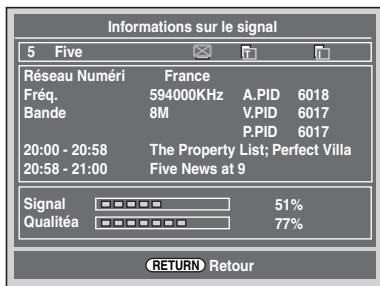 Informations sur le signal
5 Five
Réseau Numéri France
Fréq. 594000KHz A.PID 6018
Bande 8M V.PID 6017
P.PID 6017
20:00 - 20:58 The Property List; Perfect Villa
20:58 - 21:00 Five News at 9
Signal 51%
Qualitéa 77%
RETURN Retour